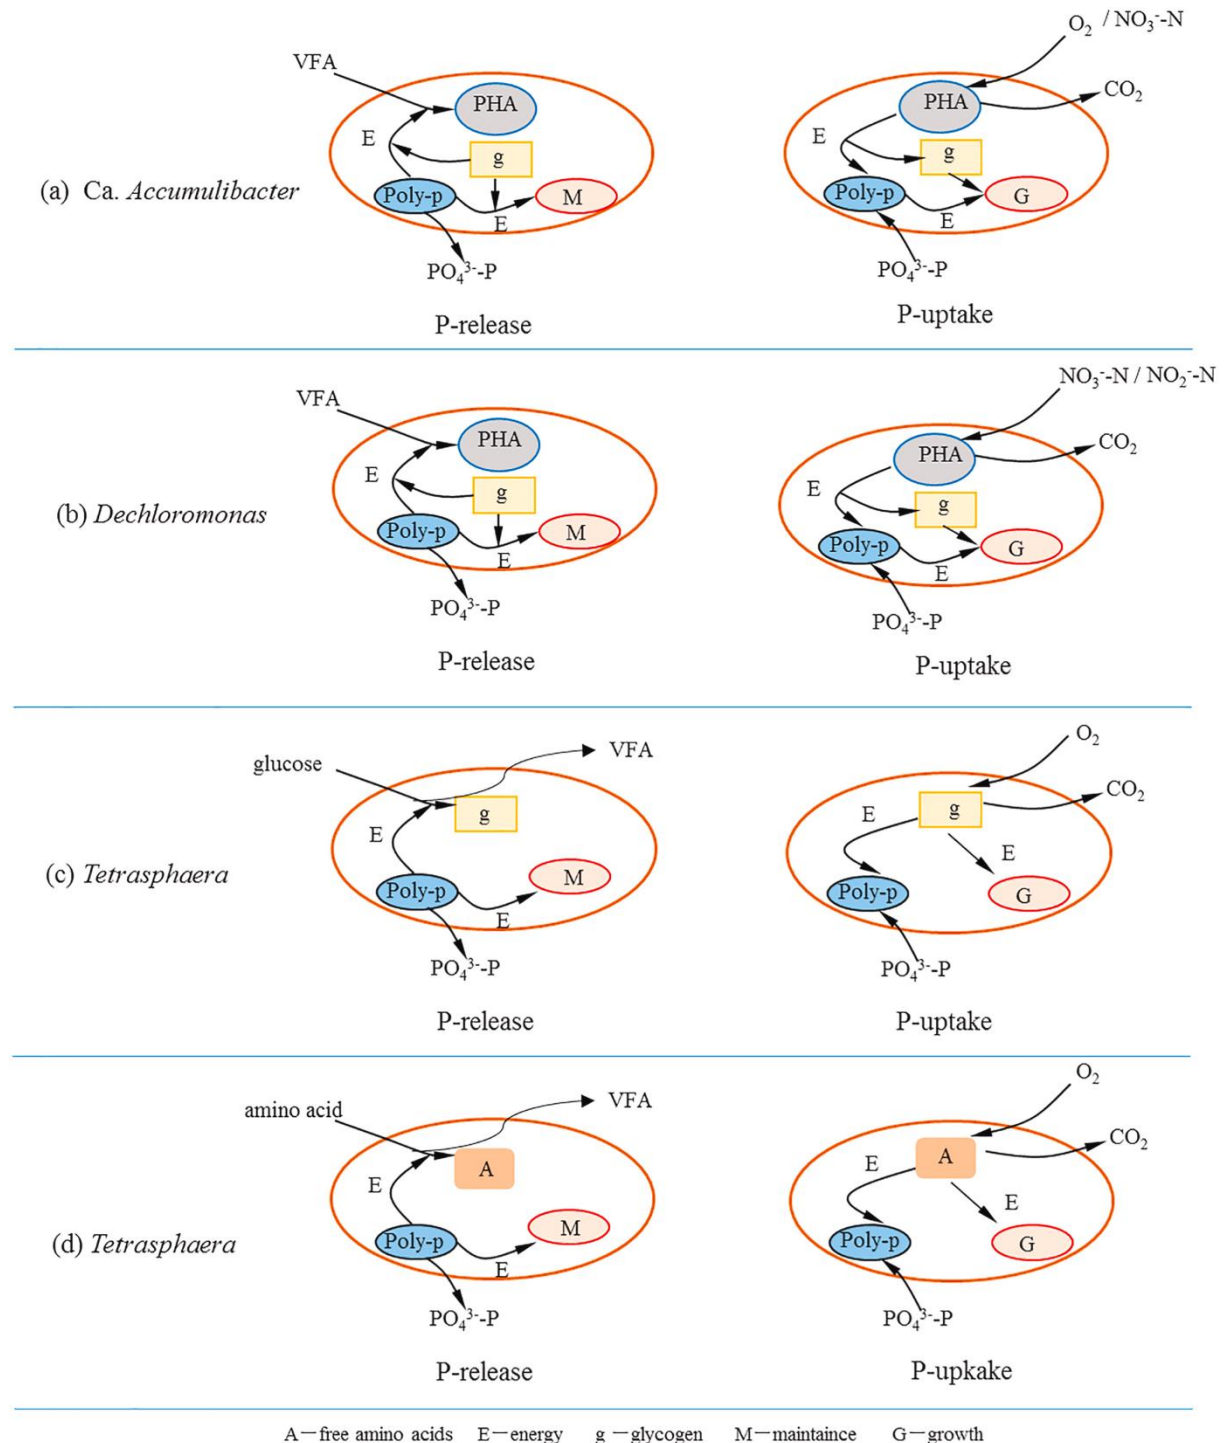 O₂ / NO₃⁻-N
VFA
PHA
E
g
Poly-p
M
E
PO₄³⁻-P
P-release
PHA
CO₂
E
g
Poly-p
G
E
PO₄³⁻-P
P-uptake
(a) Ca. Accumulibacter
NO₃⁻-N / NO₂⁻-N
VFA
PHA
E
g
Poly-p
M
E
PO₄³⁻-P
P-release
PHA
CO₂
E
g
Poly-p
G
E
PO₄³⁻-P
P-uptake
(b) Dechloromonas
glucose
VFA
g
E
M
Poly-p
E
PO₄³⁻-P
P-release
O₂
CO₂
g
E
E
Poly-p
G
PO₄³⁻-P
P-uptake
(c) Tetrasphaera
amino acid
VFA
A
E
M
Poly-p
E
PO₄³⁻-P
P-release
O₂
CO₂
A
E
E
Poly-p
G
PO₄³⁻-P
P-upkake
(d) Tetrasphaera
A—free amino acids E—energy g—glycogen M—maintaince G—growth